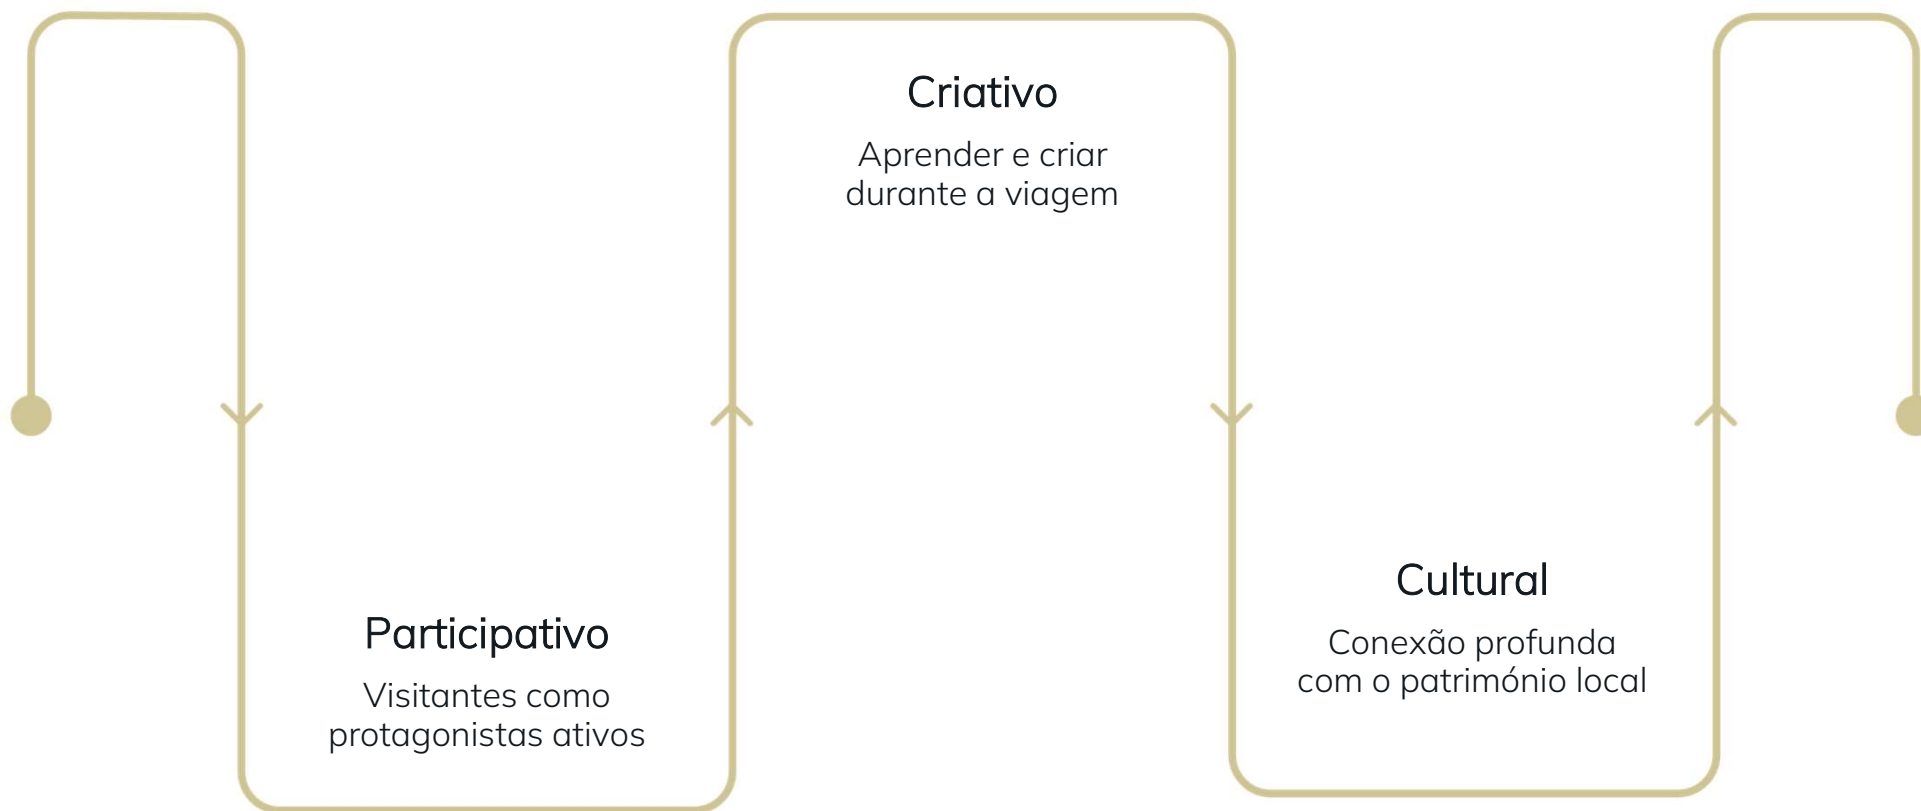 Participativo
Visitantes como
protagonistas ativos
Criativo
Aprender e criar
durante a viagem
Cultural
Conexão profunda
com o património local